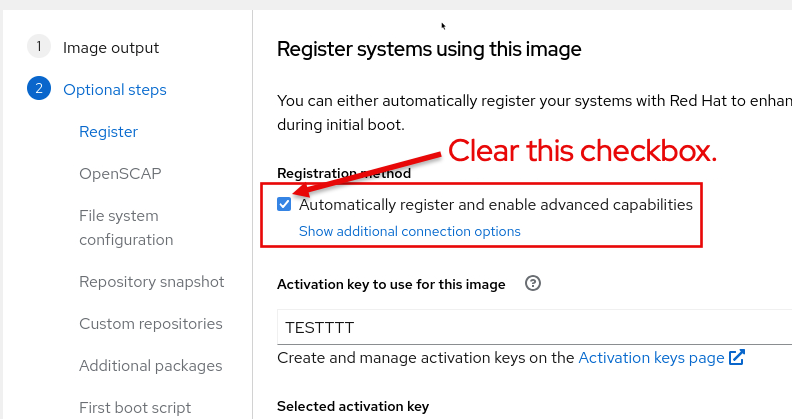 1 Image output
2 Optional steps
Register
OpenSCAP
File system
configuration
Repository snapshot
Custom repositories
Additional packages
First boot script
Register systems using this image
You can either automatically register your systems with Red Hat to enhan
during initial boot.
Clear this checkbox.
Registration method
Automatically register and enable advanced capabilities
Show additional connection options
Activation key to use for this image ?
TESTTTT
Create and manage activation keys on the Activation keys page
Selected activation key